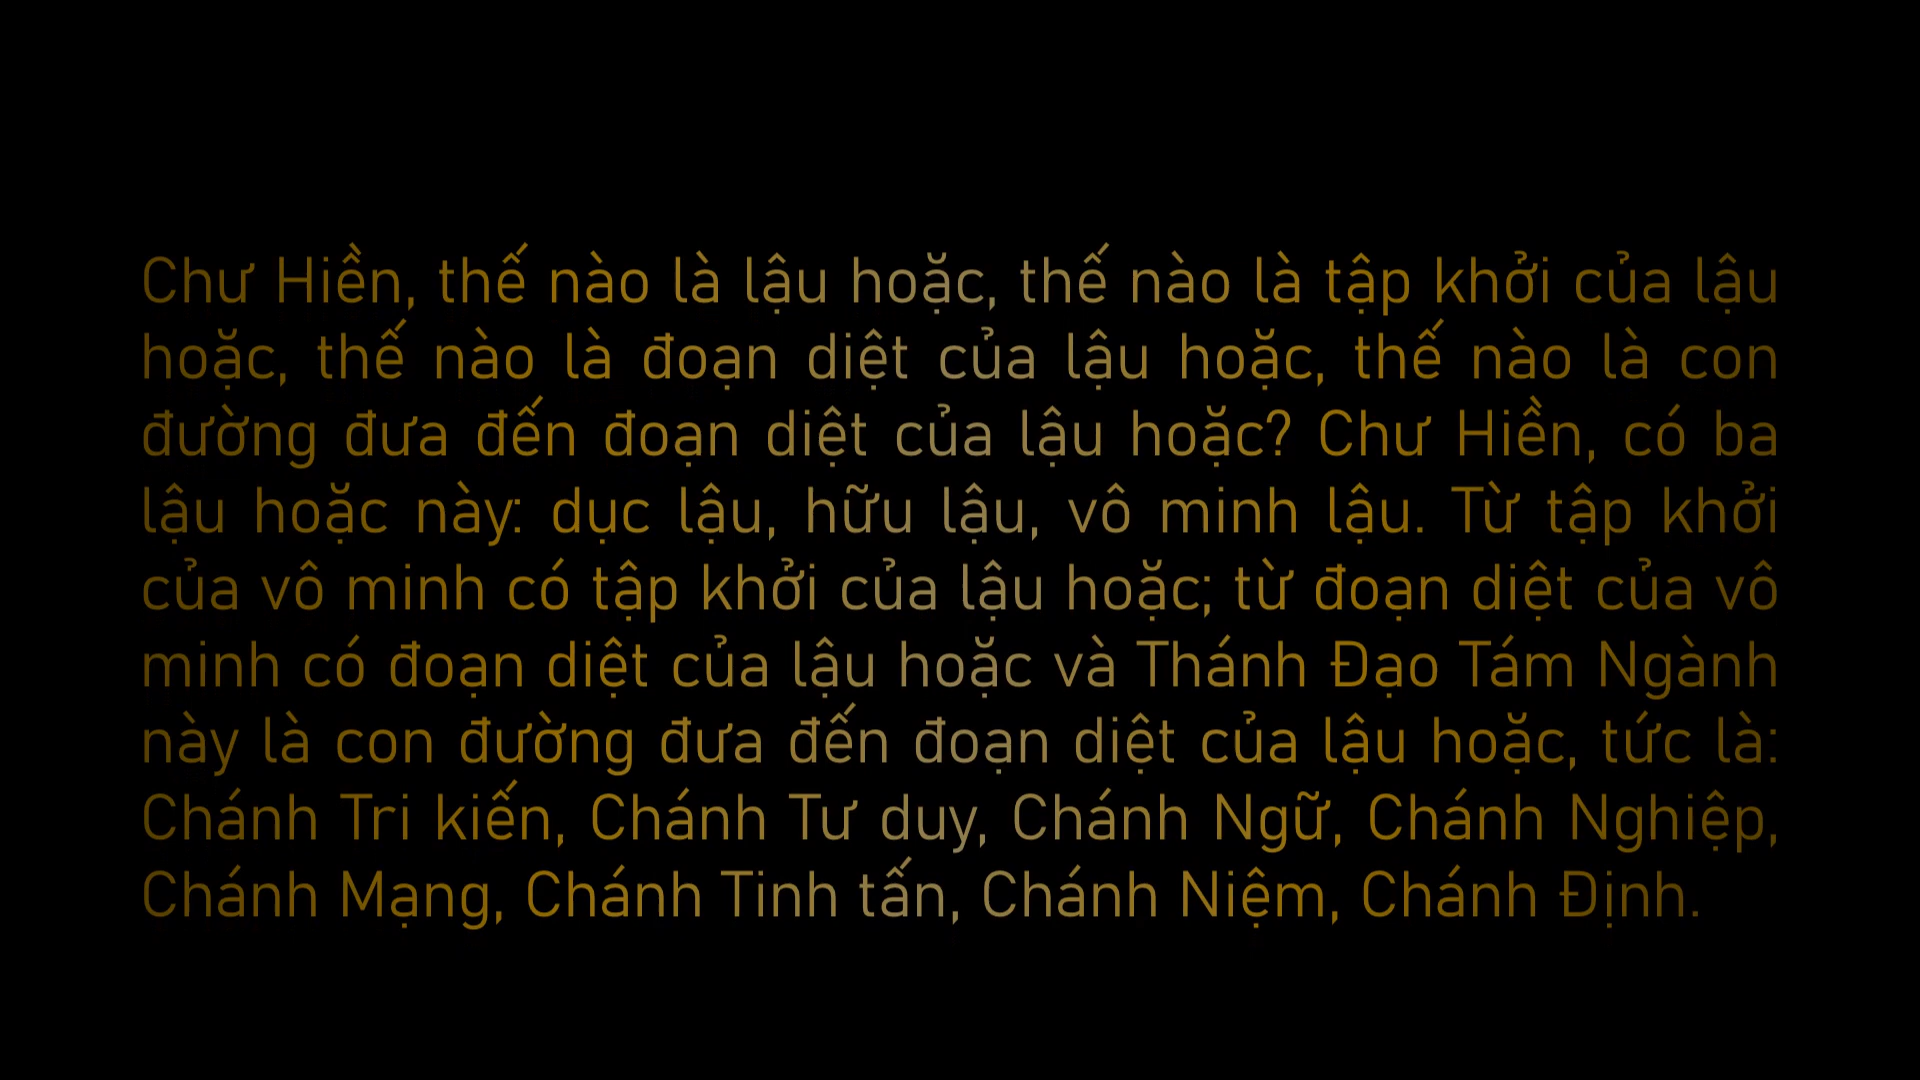 Chư Hiền, thế nào là lậu hoặc, thế nào là tập khởi của lậu
hoặc, thế nào là đoạn diệt của lậu hoặc, thế nào là con
đường đưa đến đoạn diệt của lậu hoặc? Chư Hiền, có ba
lậu hoặc này: dục lậu, hữu lậu, vô minh lậu. Từ tập khởi
của vô minh có tập khởi của lậu hoặc; từ đoạn diệt của vô
minh có đoạn diệt của lậu hoặc và Thánh Đạo Tám Ngành
này là con đường đưa đến đoạn diệt của lậu hoặc, tức là:
Chánh Tri kiến, Chánh Tư duy, Chánh Ngữ, Chánh Nghiệp,
Chánh Mạng, Chánh Tinh tấn, Chánh Niệm, Chánh Định.